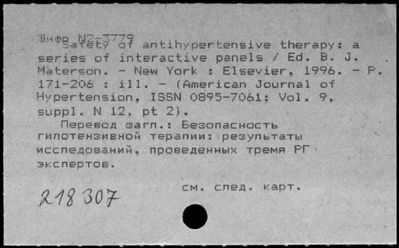 Шифр N2-3779
Safety of antihypertensive therapy: a
series of interactive panels / Ed. B. J.
Materson. - New York : Elsevier, 1996. - P.
171-206 : ill. - (American Journal of
Hypertension, ISSN 0895-7061; Vol. 9,
suppl. N 12, pt 2).
Перевод загл.: Безопасность
гипотензивной терапии: результаты
исследований, проведенных тремя РГ
экспертов.
см. след. карт.
218 307